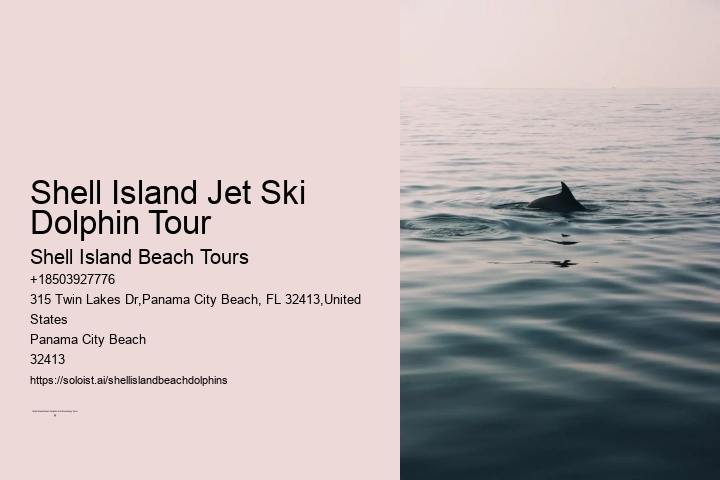 Shell Island Jet Ski
Dolphin Tour
Shell Island Beach Tours
+18503927776
315 Twin Lakes Dr,Panama City Beach, FL 32413,United
States
Panama City Beach
32413
https://soloist.ai/shellislandbeachdolphins